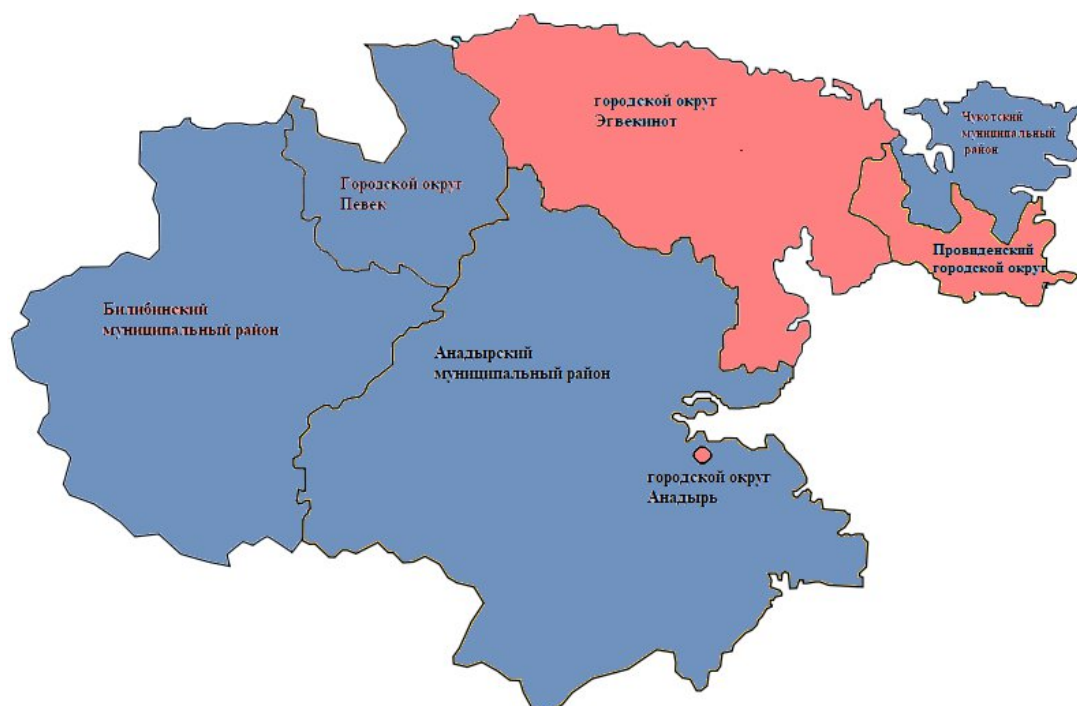 городской округ
Эгвекинот
Чукотский
муниципальный
район
Городской округ
Певек
Провиденский
городской округ
Билибинский
муниципальный район
Анадырский
муниципальный район
городской округ
Анадырь